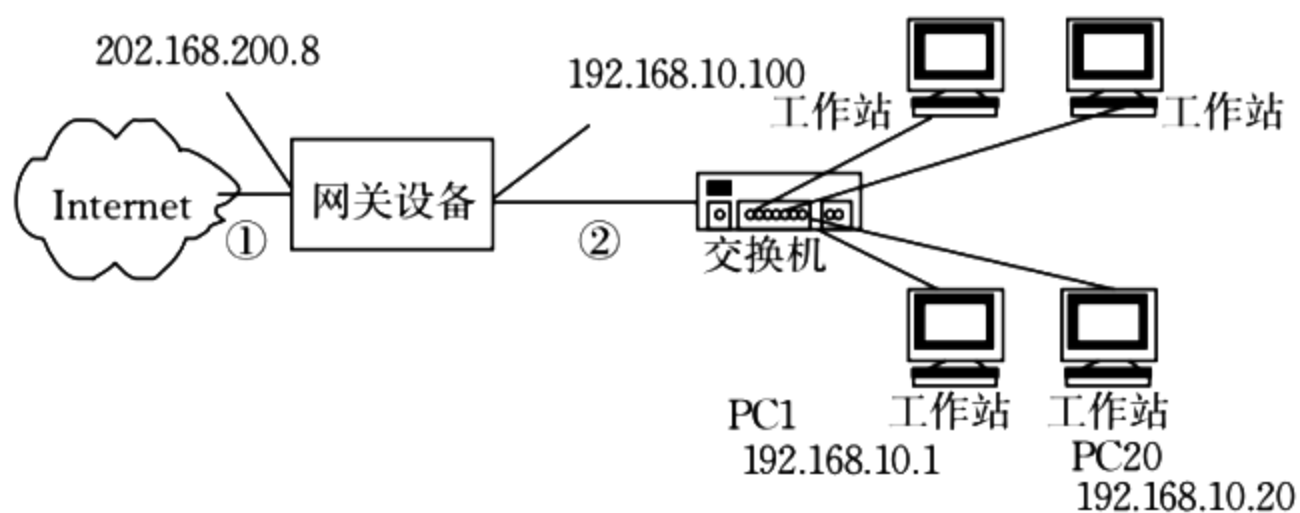 202.168.200.8
192.168.10.100
工作站
工作站
Internet
网关设备
①
②
交换机
PC1
工作站
工作站
192.168.10.1
PC20
192.168.10.20